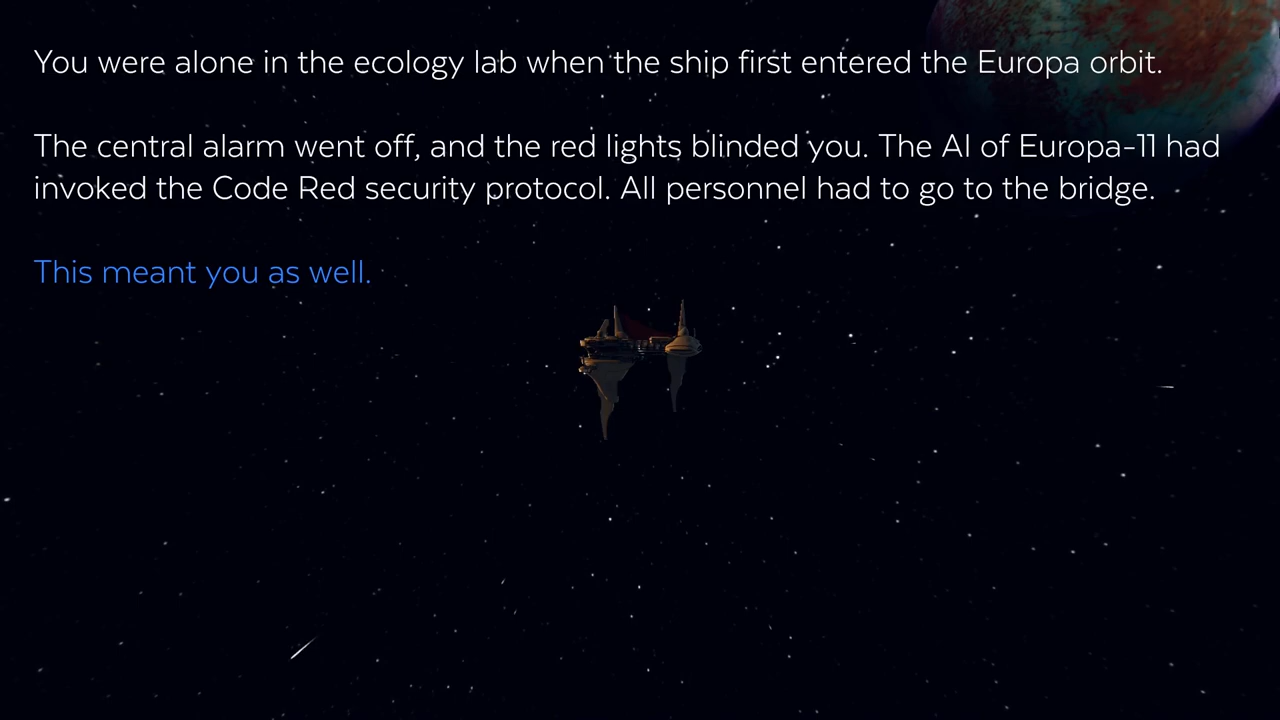 You were alone in the ecology lab when the ship first entered the Europa orbit.
The central alarm went off, and the red lights blinded you. The AI of Europa-11 had
invoked the Code Red security protocol. All personnel had to go to the bridge.
This meant you as well.